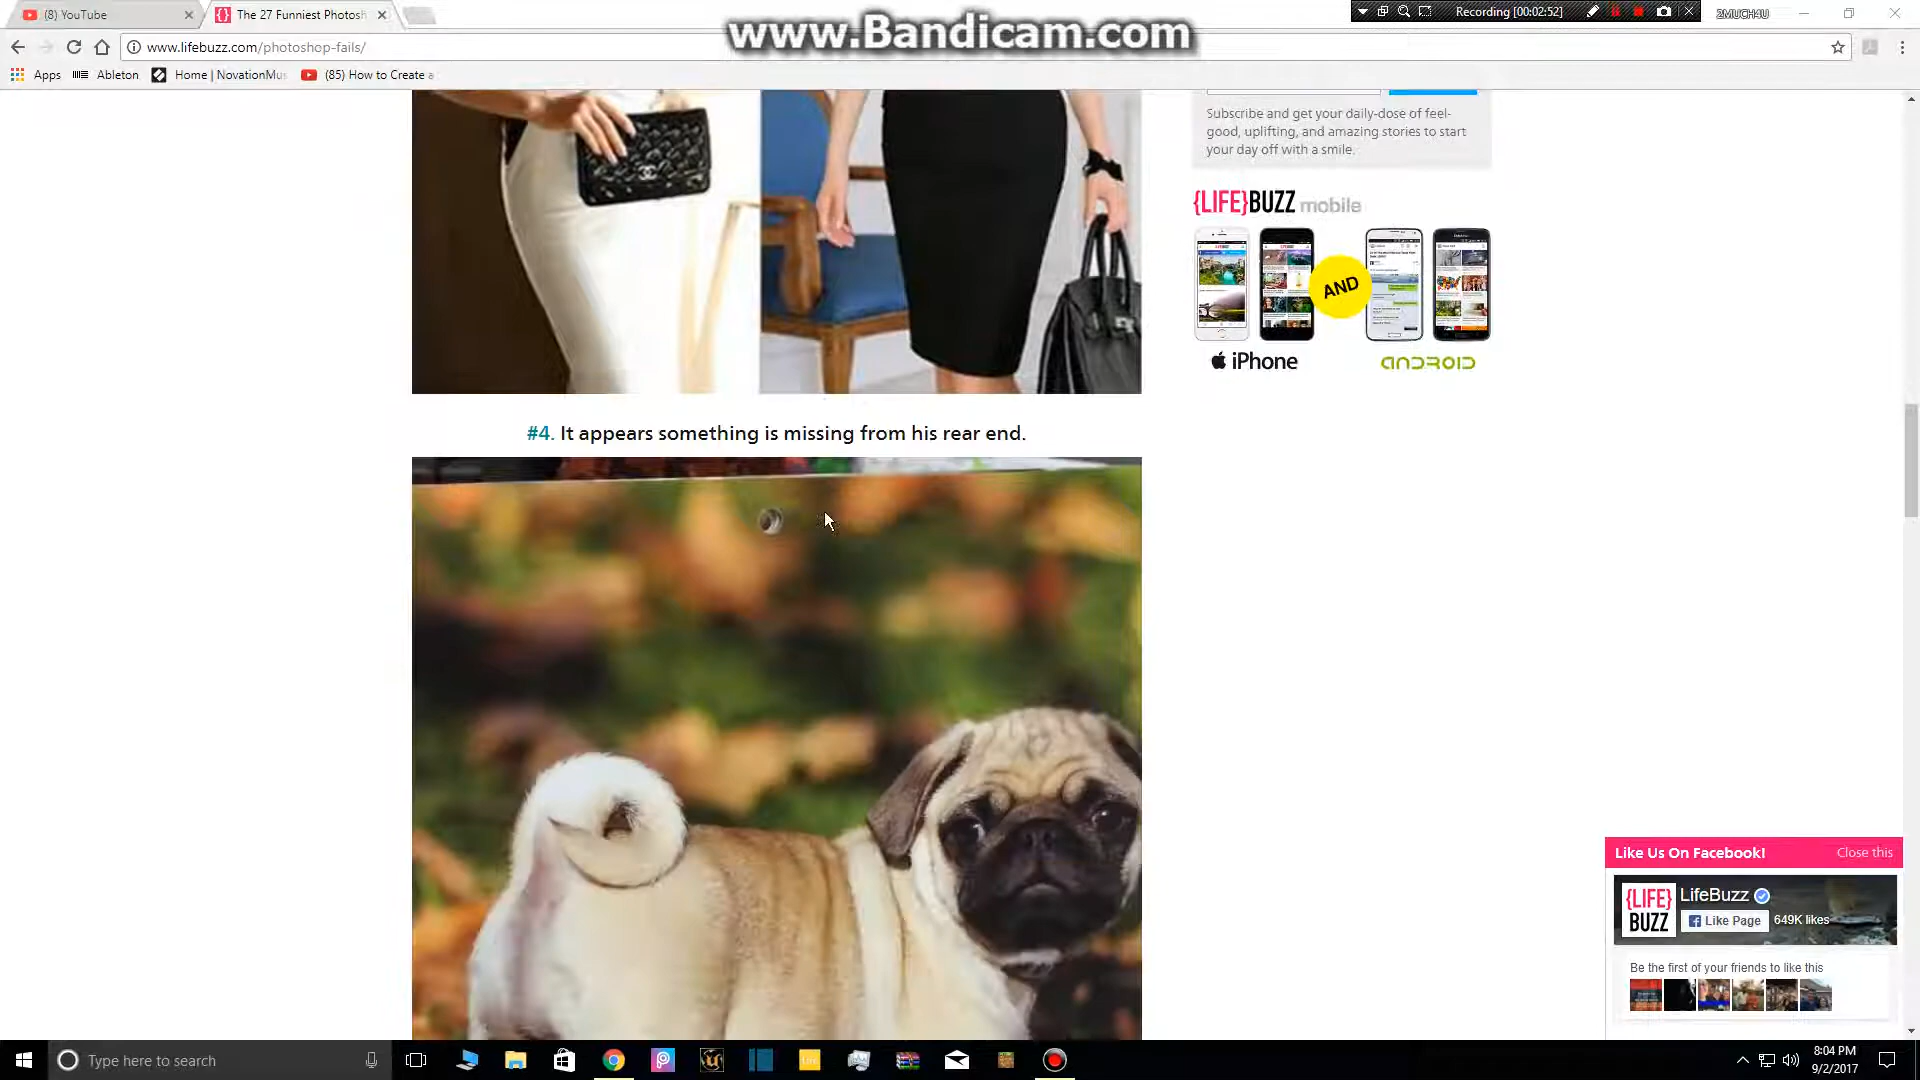 (8) YouTube
The 27 Funniest Photosh
www.Bandicam.com
Recording [00:02:52]
2MUCH4U
www.lifebuzz.com/photoshop-fails/
Apps
Ableton
Home | NovationMus
(85) How to Create a
Subscribe and get your daily-dose of feel-
good, uplifting, and amazing stories to start
your day off with a smile.
{LIFE}BUZZ mobile
AND
iPhone
ANDROID
#4. It appears something is missing from his rear end.
Like Us On Facebook!
Close this
{LIFE}
BUZZ
LifeBuzz
Like Page
649K likes
Be the first of your friends to like this
Type here to search
8:04 PM
9/2/2017